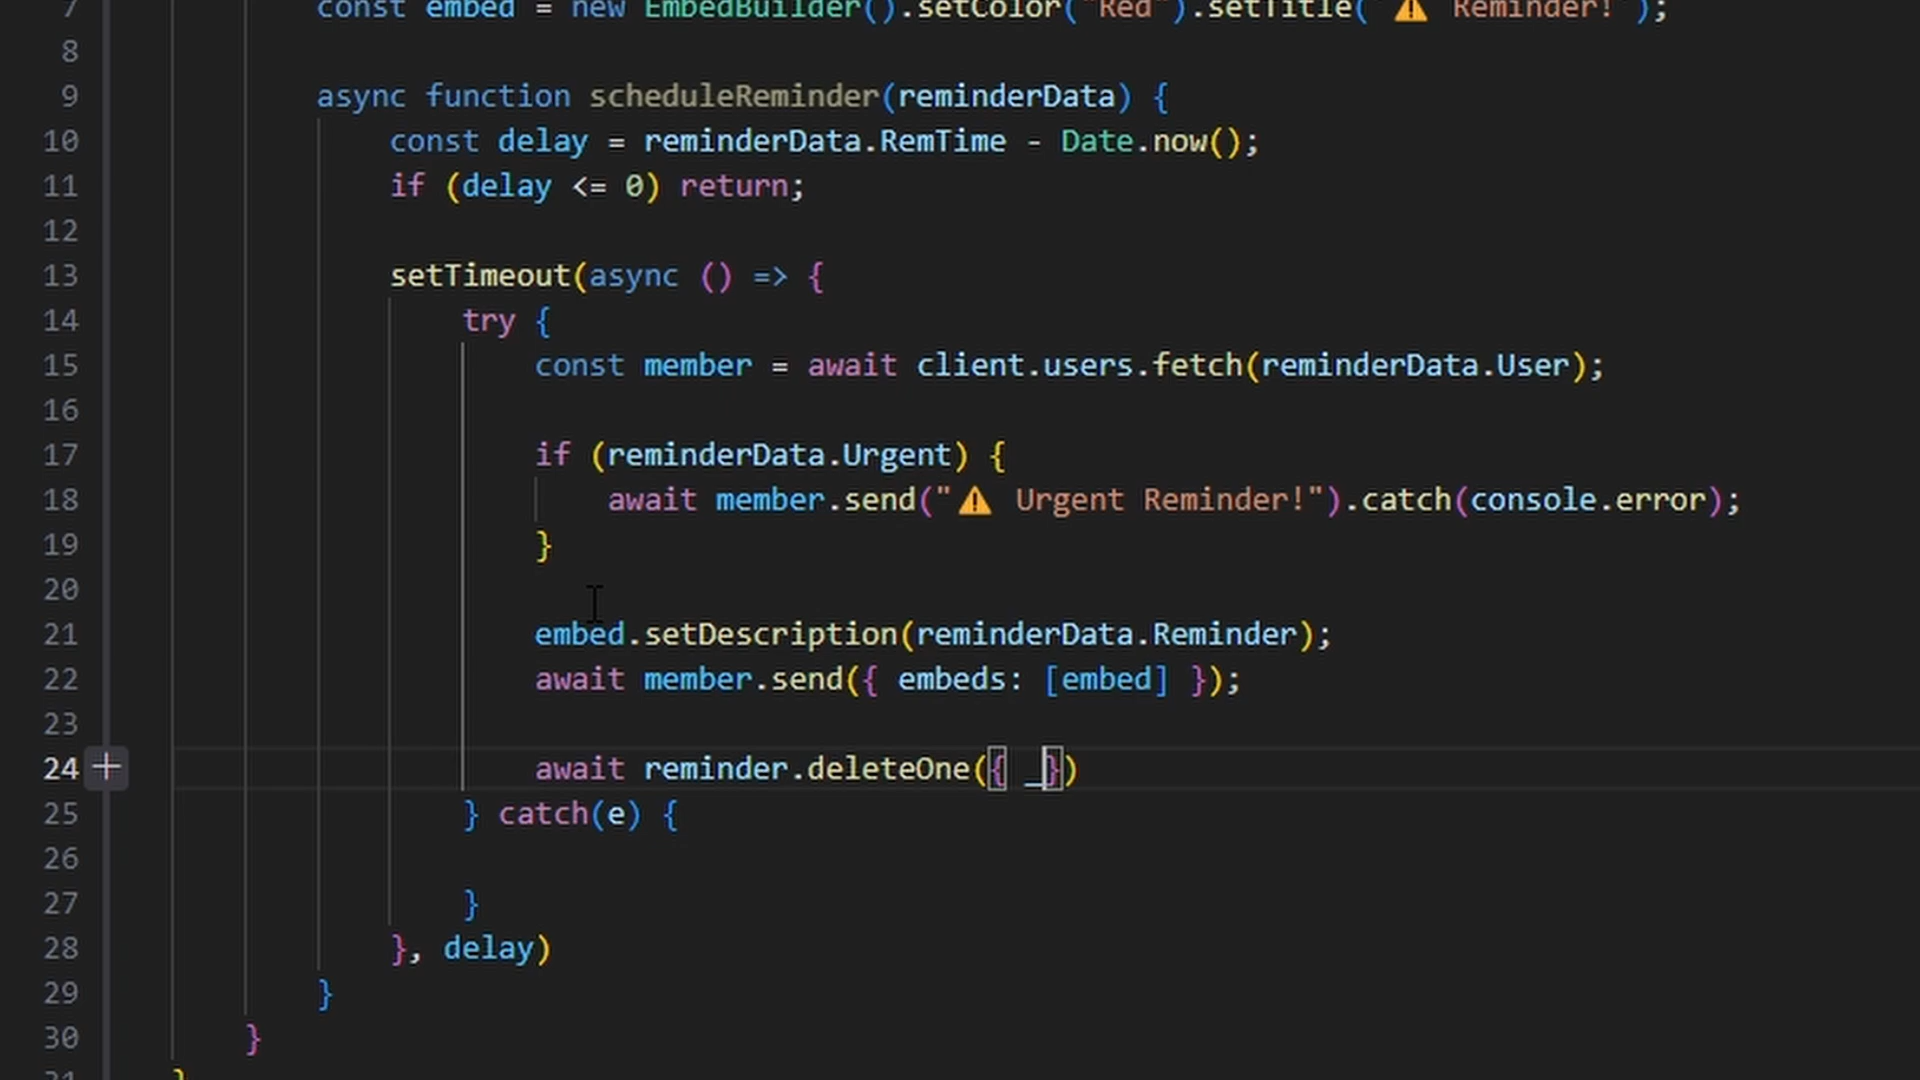 7 const embed = new EmbedBuilder().setColor("Red").setTitle(`⚠️ Reminder!`);
8
9 async function scheduleReminder(reminderData) {
10 const delay = reminderData.RemTime - Date.now();
11 if (delay <= 0) return;
12
13 setTimeout(async () => {
14 try {
15 const member = await client.users.fetch(reminderData.User);
16
17 if (reminderData.Urgent) {
18 await member.send("⚠️ Urgent Reminder!").catch(console.error);
19 }
20
21 embed.setDescription(reminderData.Reminder);
22 await member.send({ embeds: [embed] });
23
24 + await reminder.deleteOne({ _})
25 } catch(e) {
26
27 }
28 }, delay)
29 }
30 }
31 }